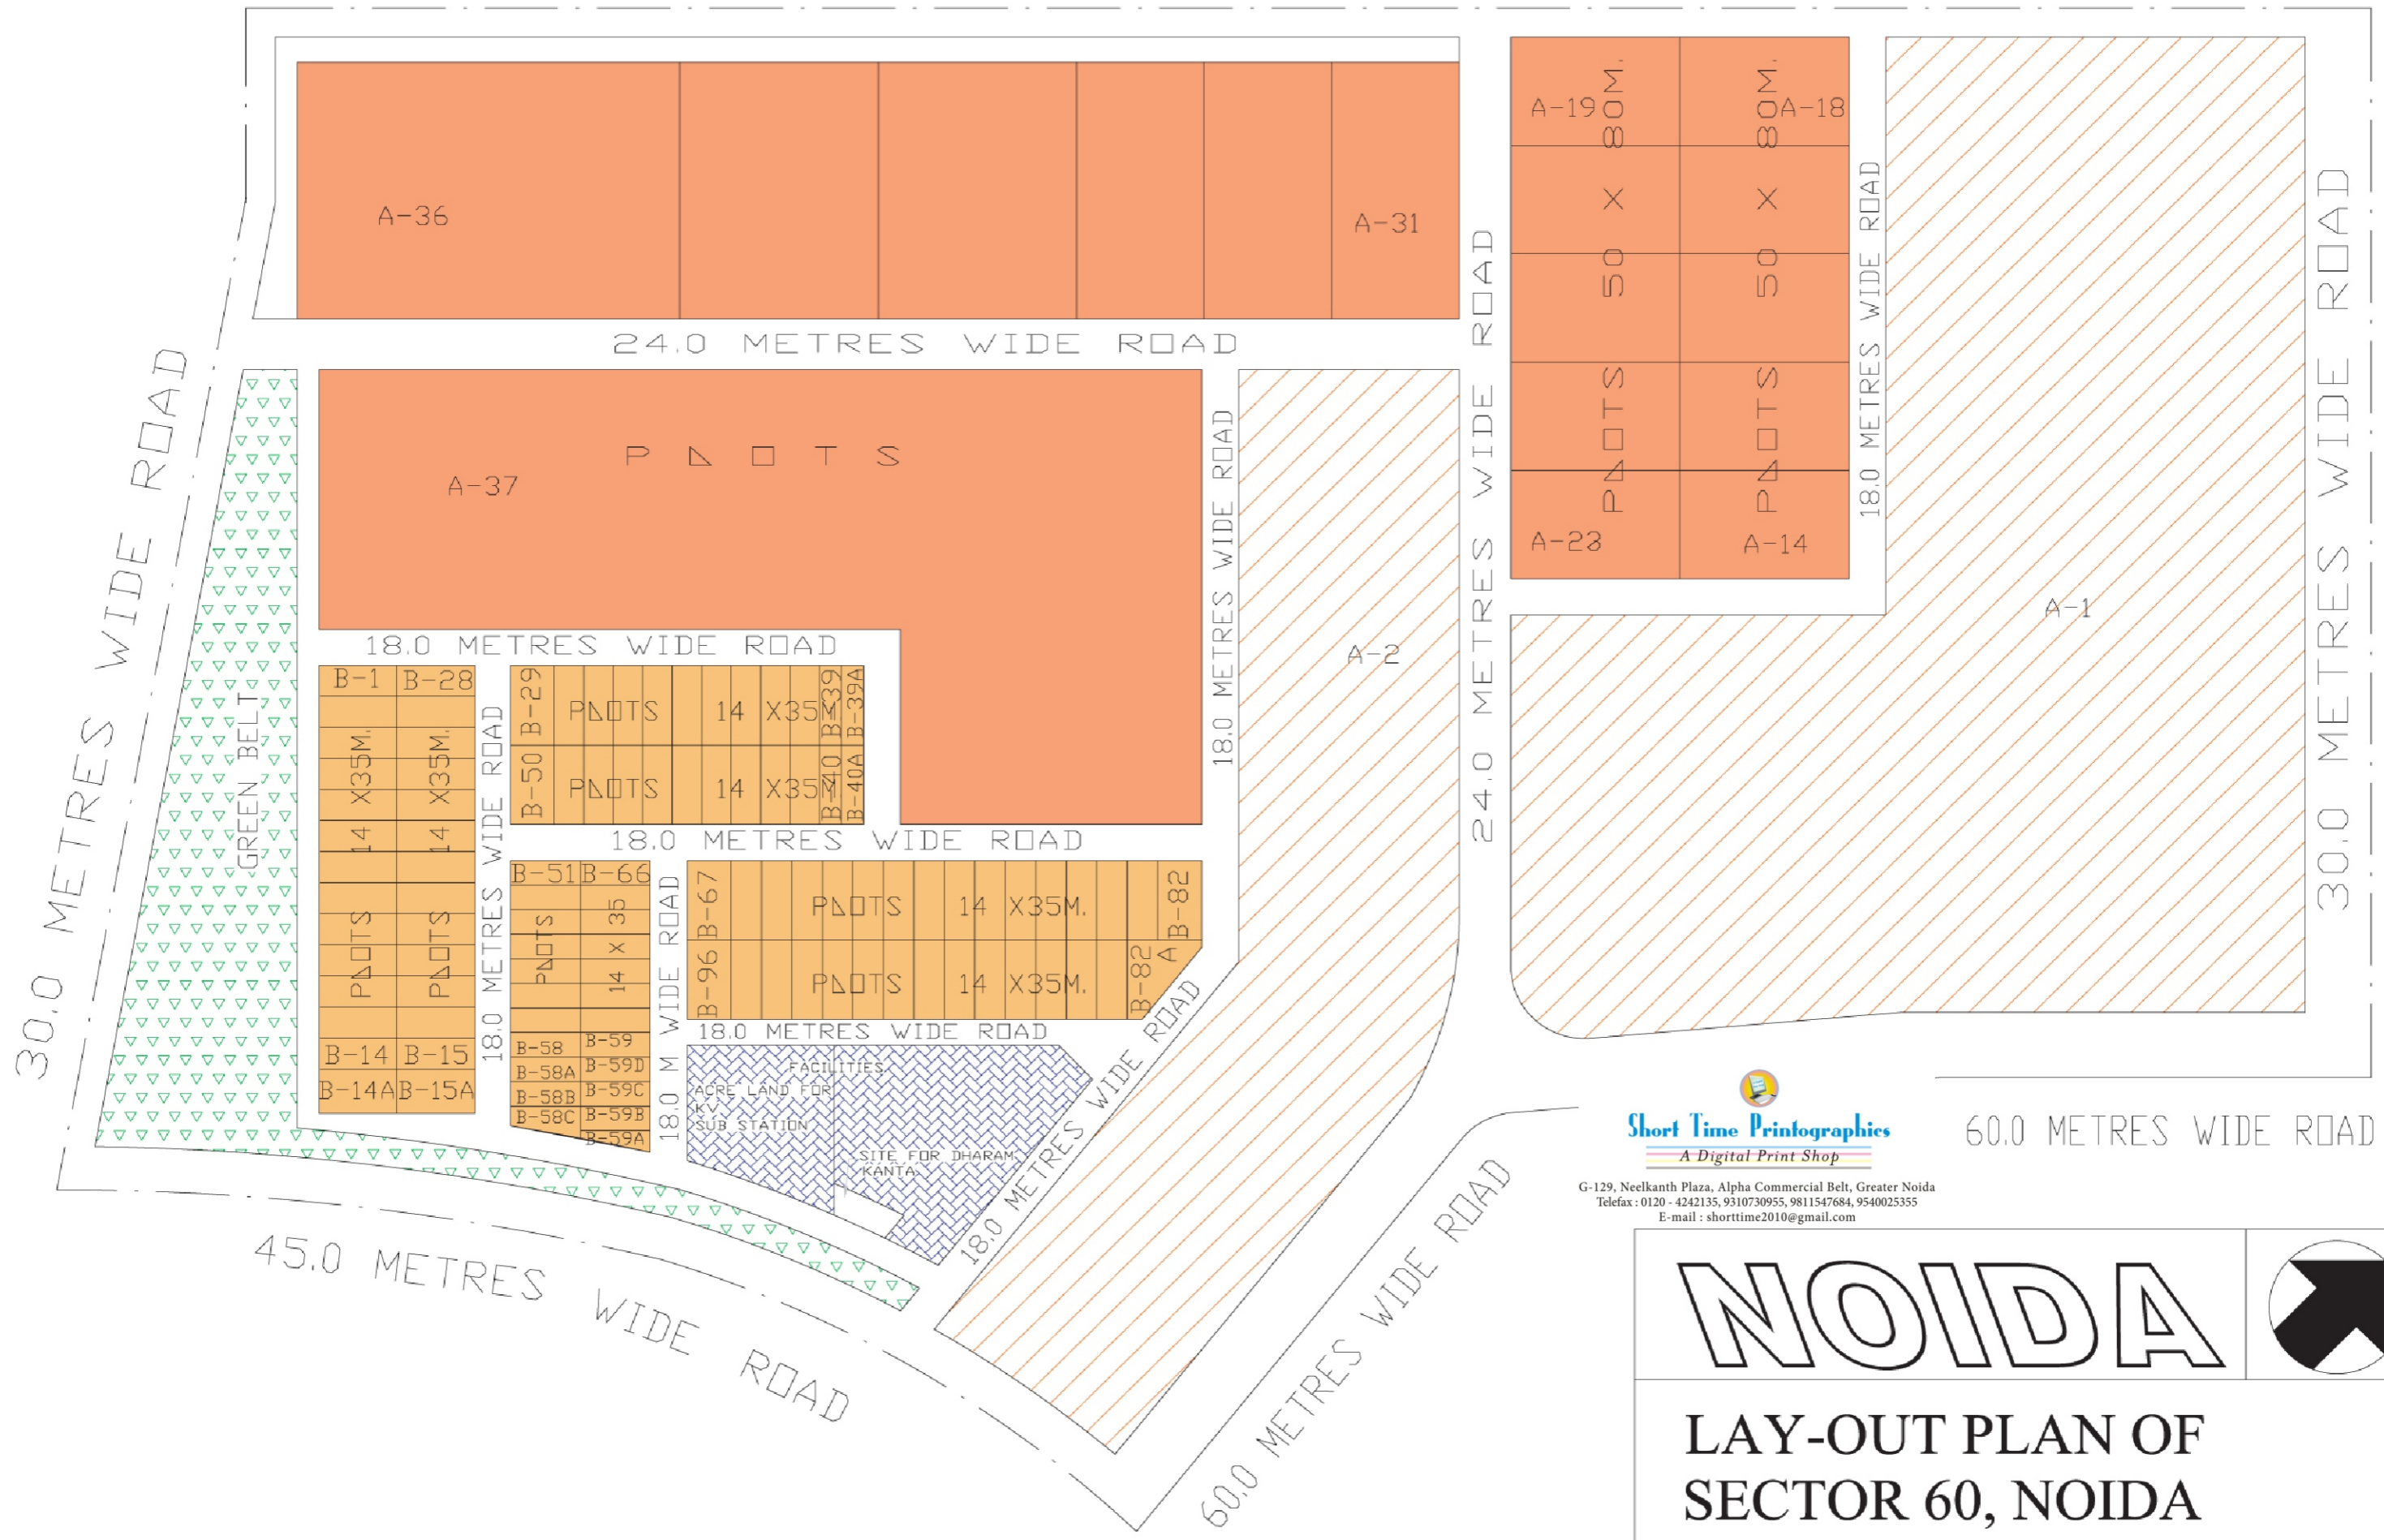 A-36
A-31
A-19
A-18
PLOTS 50 X 80M.
PLOTS 50 X 80M.
A-23
A-14
24.0 METRES WIDE ROAD
24.0 METRES WIDE ROAD
18.0 METRES WIDE ROAD
30.0 METRES WIDE ROAD
30.0 METRES WIDE ROAD
GREEN BELT
PLOTS
A-37
18.0 METRES WIDE ROAD
A-2
A-1
18.0 METRES WIDE ROAD
B-1
B-28
PLOTS 14 X35M.
PLOTS 14 X35M.
B-14
B-15
B-14A
B-15A
18.0 METRES WIDE ROAD
B-29
PLOTS 14 X35M
B-39
B-39A
B-50
PLOTS 14 X35M
B-40
B-40A
18.0 METRES WIDE ROAD
B-51
B-66
PLOTS
14 X 35
B-58
B-59
B-58A
B-59D
B-58B
B-59C
B-58C
B-59B
B-59A
18.0 M WIDE ROAD
B-67
PLOTS 14 X35M.
B-82
B-96
PLOTS 14 X35M.
B-82
A
18.0 METRES WIDE ROAD
18.0 METRES WIDE ROAD
FACILITIES
ACRE LAND FOR
KV
SUB STATION
SITE FOR DHARAM
KANTA
18.0 METRES WIDE ROAD
45.0 METRES WIDE ROAD
60.0 METRES WIDE ROAD
60.0 METRES WIDE ROAD
Short Time Printographics
A Digital Print Shop
G-129, Neelkanth Plaza, Alpha Commercial Belt, Greater Noida
Telefax : 0120 - 4242135, 9310730955, 9811547684, 9540025355
E-mail : shorttime2010@gmail.com
NOIDA
LAY-OUT PLAN OF
SECTOR 60, NOIDA